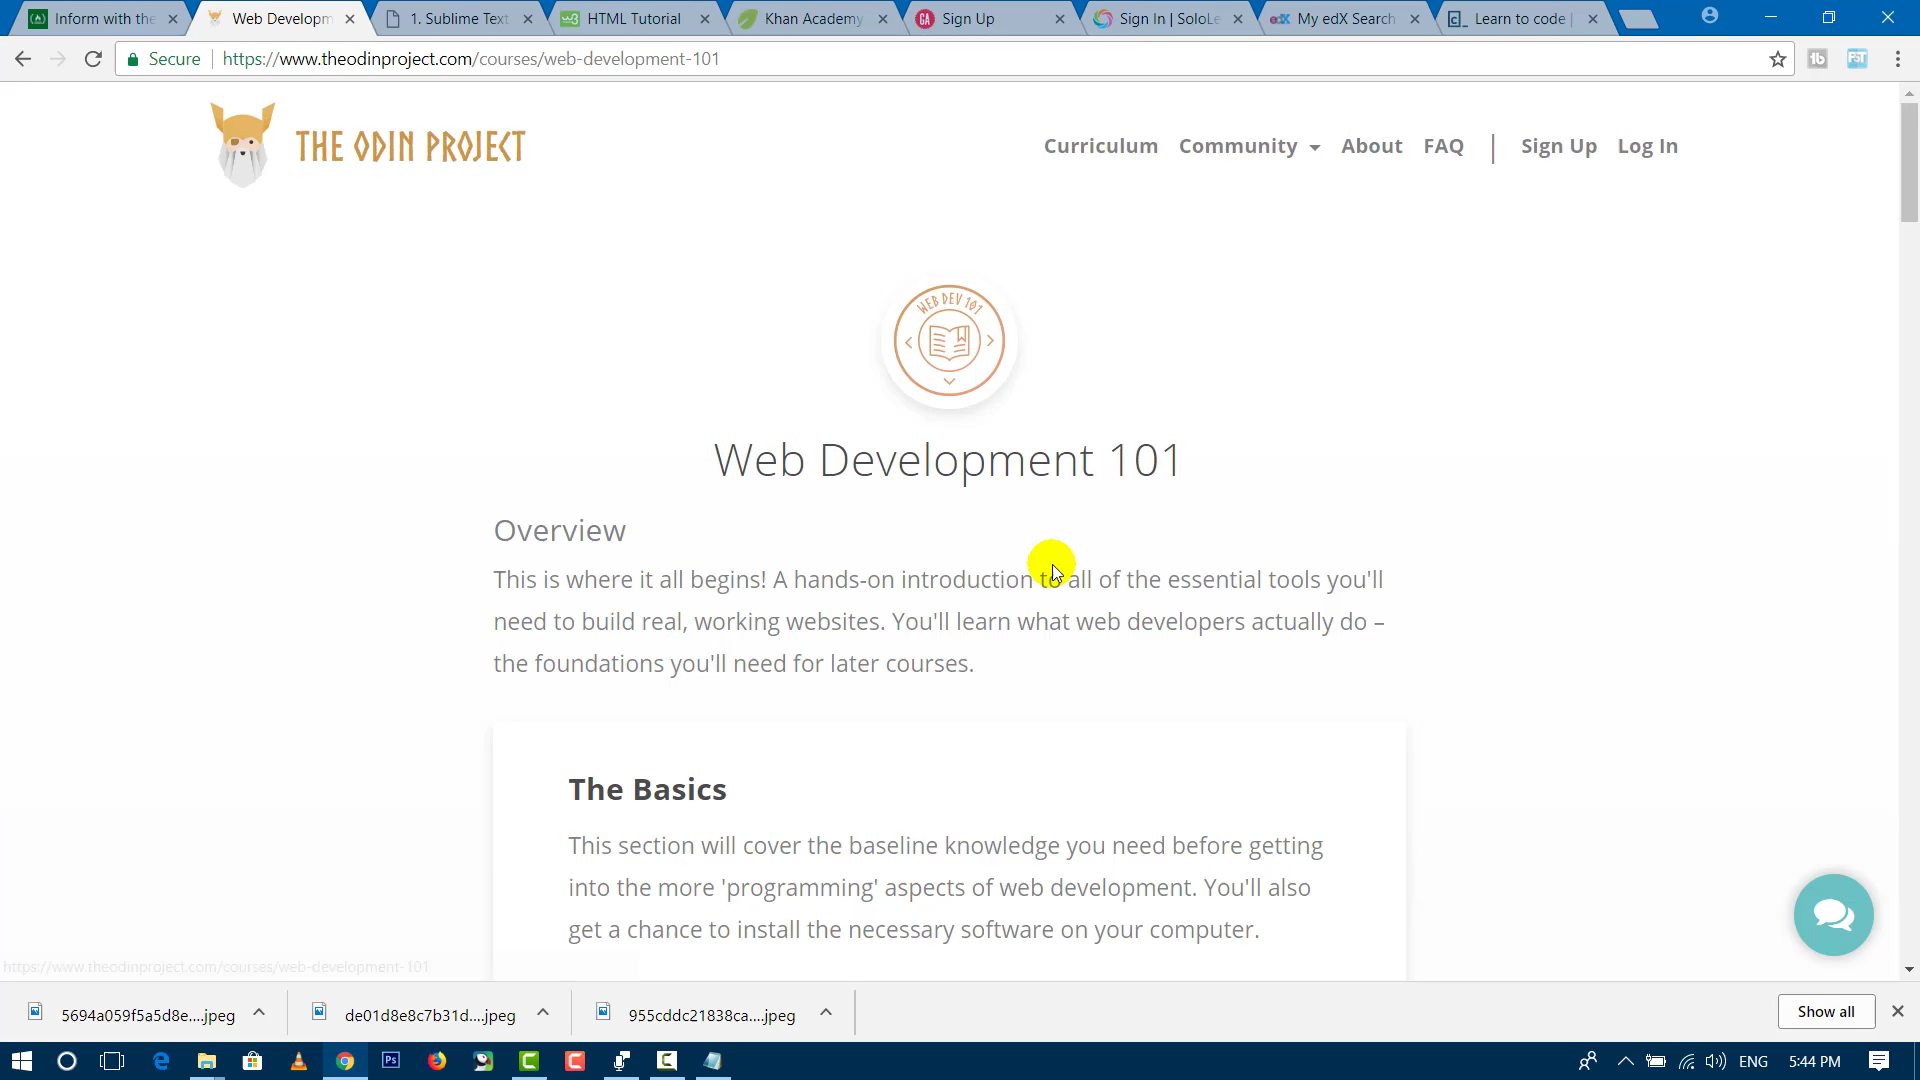 Inform with the
Web Developm
1. Sublime Text
HTML Tutorial
Khan Academy
Sign Up
Sign In | SoloLe
My edX Search
Learn to code |
Secure
https://www.theodinproject.com/courses/web-development-101
THE ODIN PROJECT
Curriculum
Community
About
FAQ
Sign Up
Log In
WEB DEV 101
Web Development 101
Overview
This is where it all begins! A hands-on introduction to all of the essential tools you'll
need to build real, working websites. You'll learn what web developers actually do –
the foundations you'll need for later courses.
The Basics
This section will cover the baseline knowledge you need before getting
into the more 'programming' aspects of web development. You'll also
get a chance to install the necessary software on your computer.
https://www.theodinproject.com/courses/web-development-101
5694a059f5a5d8e....jpeg
de01d8e8c7b31d....jpeg
955cddc21838ca....jpeg
Show all
ENG
5:44 PM